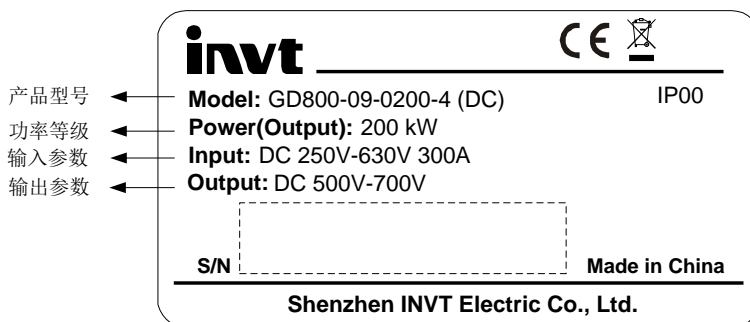 invt
CE
产品型号
Model: GD800-09-0200-4 (DC) IP00
功率等级
Power(Output): 200 kW
输入参数
Input: DC 250V-630V 300A
输出参数
Output: DC 500V-700V
S/N Made in China
Shenzhen INVT Electric Co., Ltd.